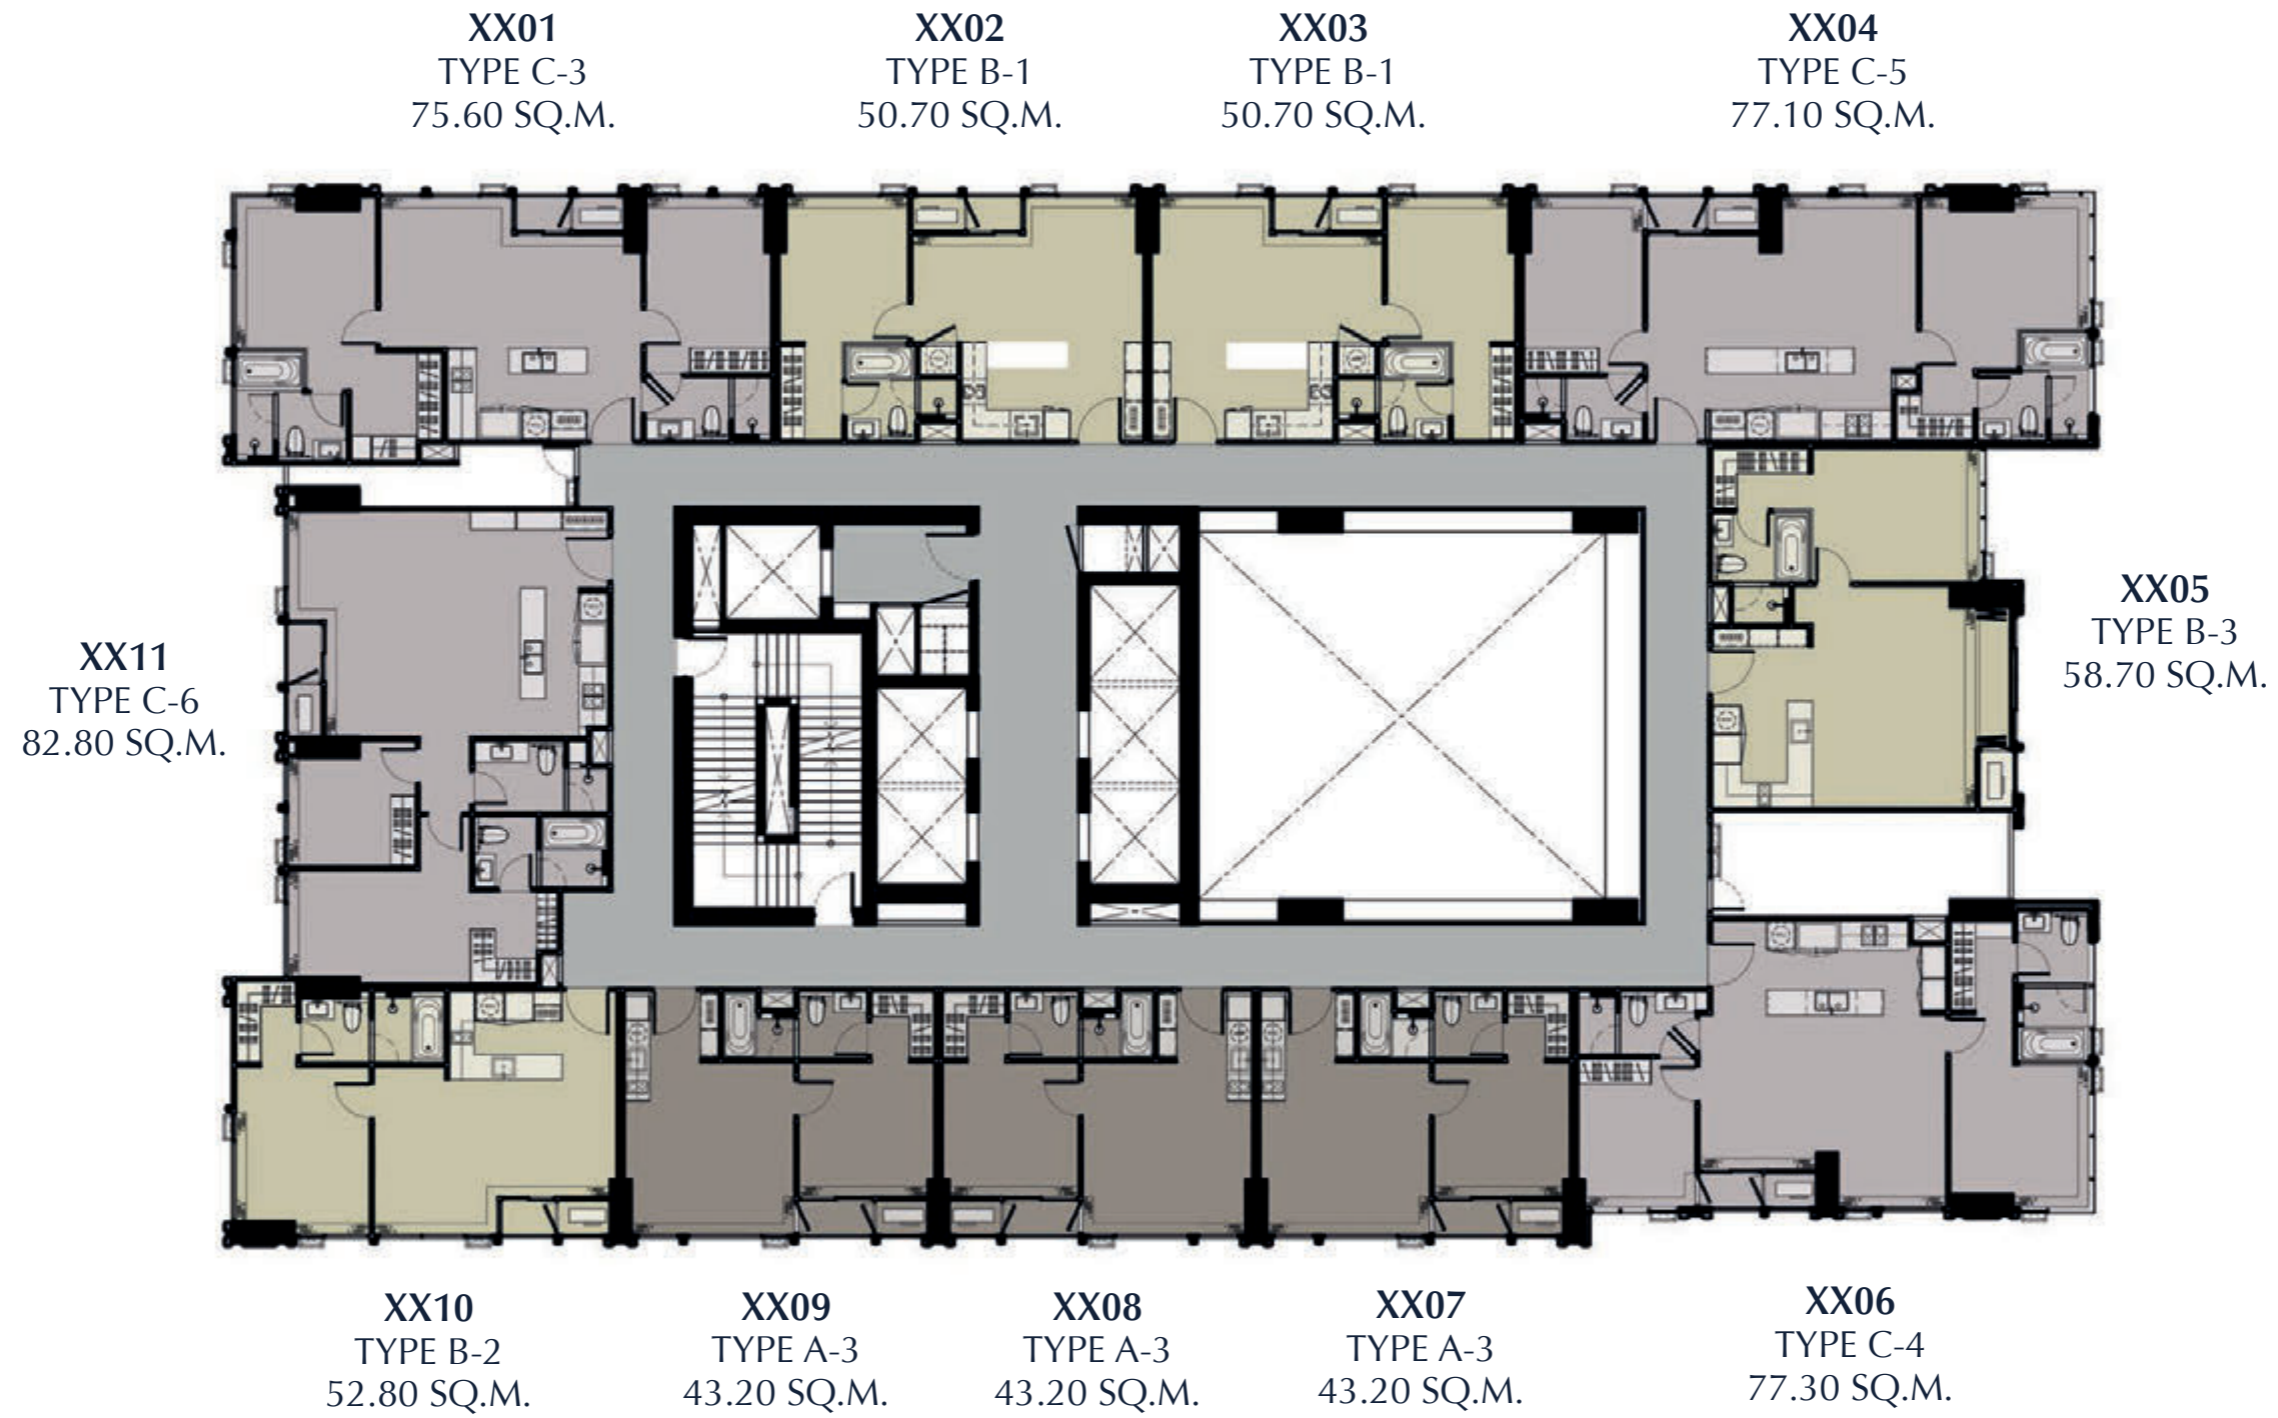 XX01
TYPE C-3
75.60 SQ.M.
XX02
TYPE B-1
50.70 SQ.M.
XX03
TYPE B-1
50.70 SQ.M.
XX04
TYPE C-5
77.10 SQ.M.
XX05
TYPE B-3
58.70 SQ.M.
XX11
TYPE C-6
82.80 SQ.M.
XX10
TYPE B-2
52.80 SQ.M.
XX09
TYPE A-3
43.20 SQ.M.
XX08
TYPE A-3
43.20 SQ.M.
XX07
TYPE A-3
43.20 SQ.M.
XX06
TYPE C-4
77.30 SQ.M.